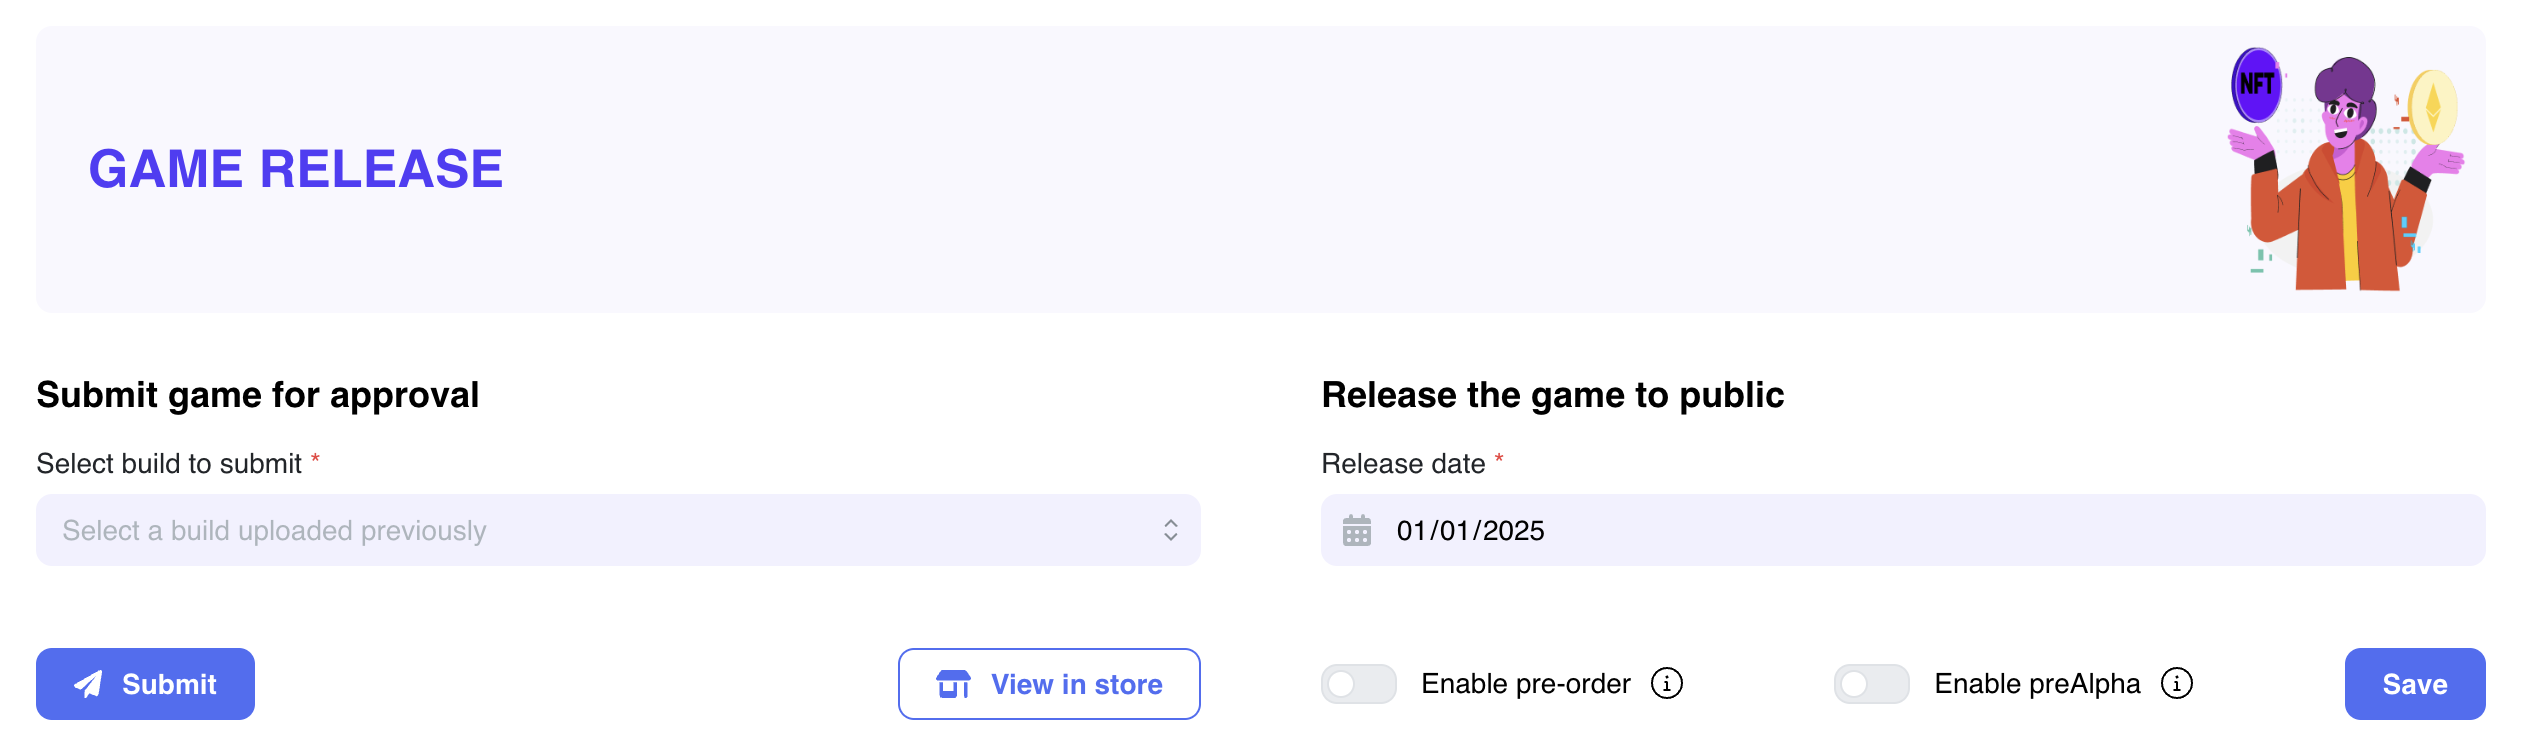 GAME RELEASE
NFT
Submit game for approval
Select build to submit *
Select a build uploaded previously
Submit
View in store
Release the game to public
Release date *
01/01/2025
Enable pre-order
Enable preAlpha
Save